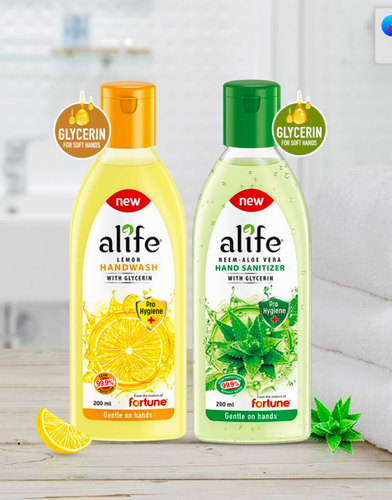 GLYCERIN
FOR SOFT HANDS
new
alife®
LEMON
HANDWASH
WITH GLYCERIN
Pro
Hygiene
+
99.9%
200 ml
From the makers of
fortune
Gentle on hands
GLYCERIN
FOR SOFT HANDS
new
alife®
NEEM-ALOE VERA
HAND SANITIZER
WITH GLYCERIN
Pro
Hygiene
+
99.9%
200 ml
From the makers of
fortune
Gentle on hands